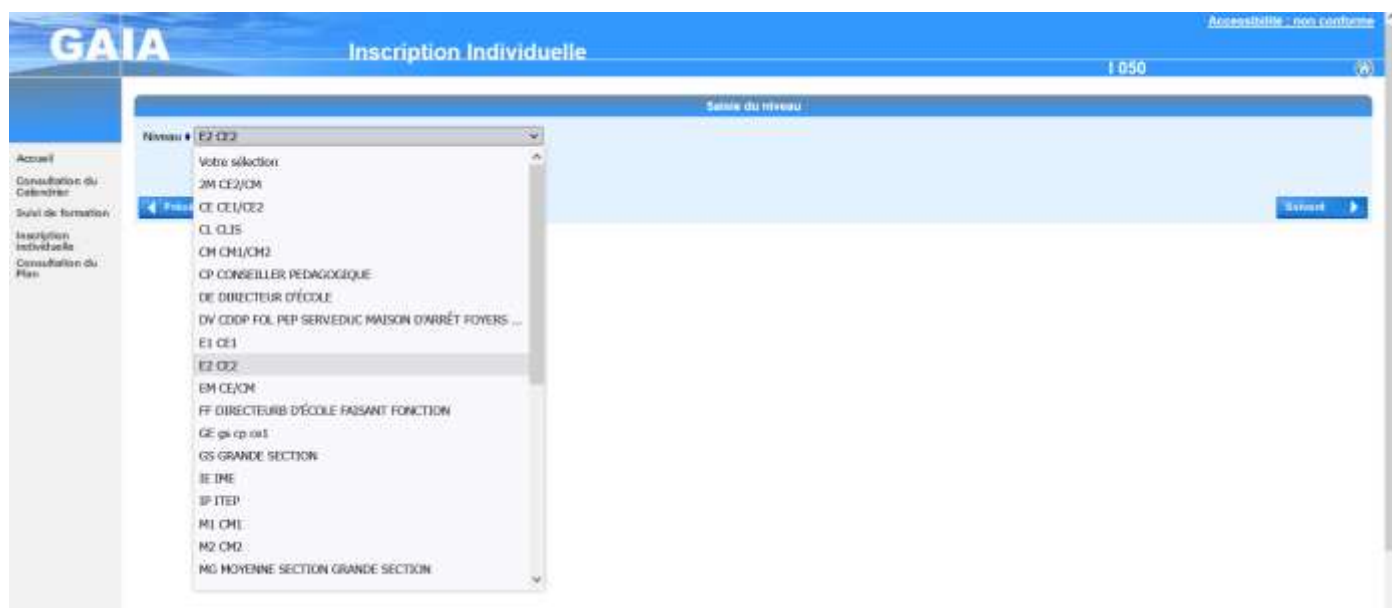 Accessibilité : non conforme
GAIA
Inscription Individuelle
I 050
Saisie du niveau
Niveau E2 CE2
Accueil
Consultation du
Calendrier
Suivi de formation
Inscription
individuelle
Consultation du
Plan
Votre sélection
2M CE2/CM
CE CE1/CE2
CL CLIS
CM CM1/CM2
CP CONSEILLER PEDAGOGIQUE
DE DIRECTEUR D'ÉCOLE
DV CDDP FOL PEP SERV.EDUC MAISON D'ARRÊT FOYERS ...
E1 CE1
E2 CE2
EM CE/CM
FF DIRECTEURB D'ÉCOLE FAISANT FONCTION
GE gs cp ce1
GS GRANDE SECTION
IE IME
IP ITEP
M1 CM1
M2 CM2
MG MOYENNE SECTION GRANDE SECTION
Suivant